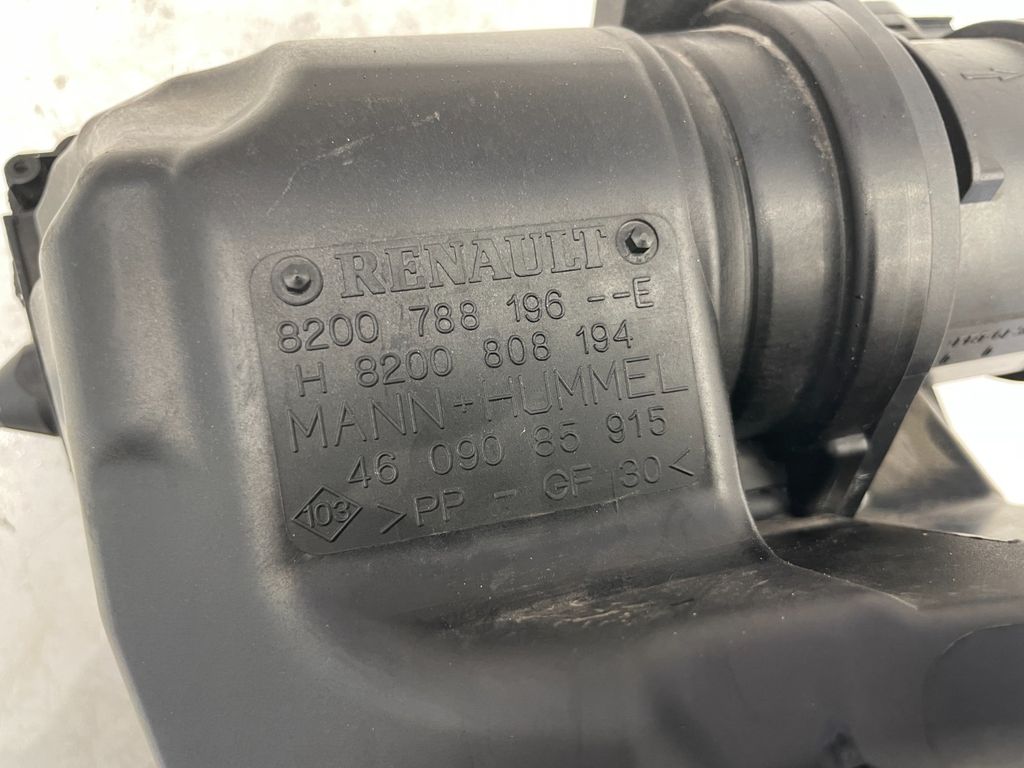 RENAULT
8200 788 196 --E
H 8200 808 194
MANN+HUMMEL
46 090 85 915
103 >PP - GF 30<